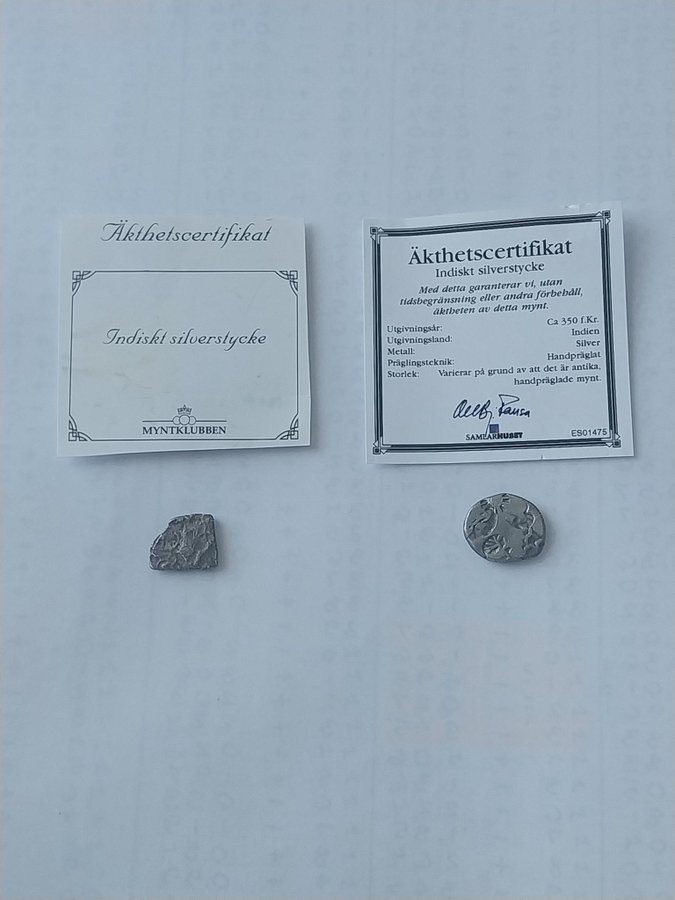 Äkthetscertifikat
Indiskt silverstycke
MYNTKLUBBEN
Äkthetscertifikat
Indiskt silverstycke
Med detta garanterar vi, utan
tidsbegränsning eller andra förbehåll,
äktheten av detta mynt.
Utgivningsår: Ca 350 f.Kr.
Utgivningsland: Indien
Metall: Silver
Präglingsteknik: Handpräglat
Storlek: Varierar på grund av att det är antika,
handpräglade mynt.
SAMLARHUSET
ES01475